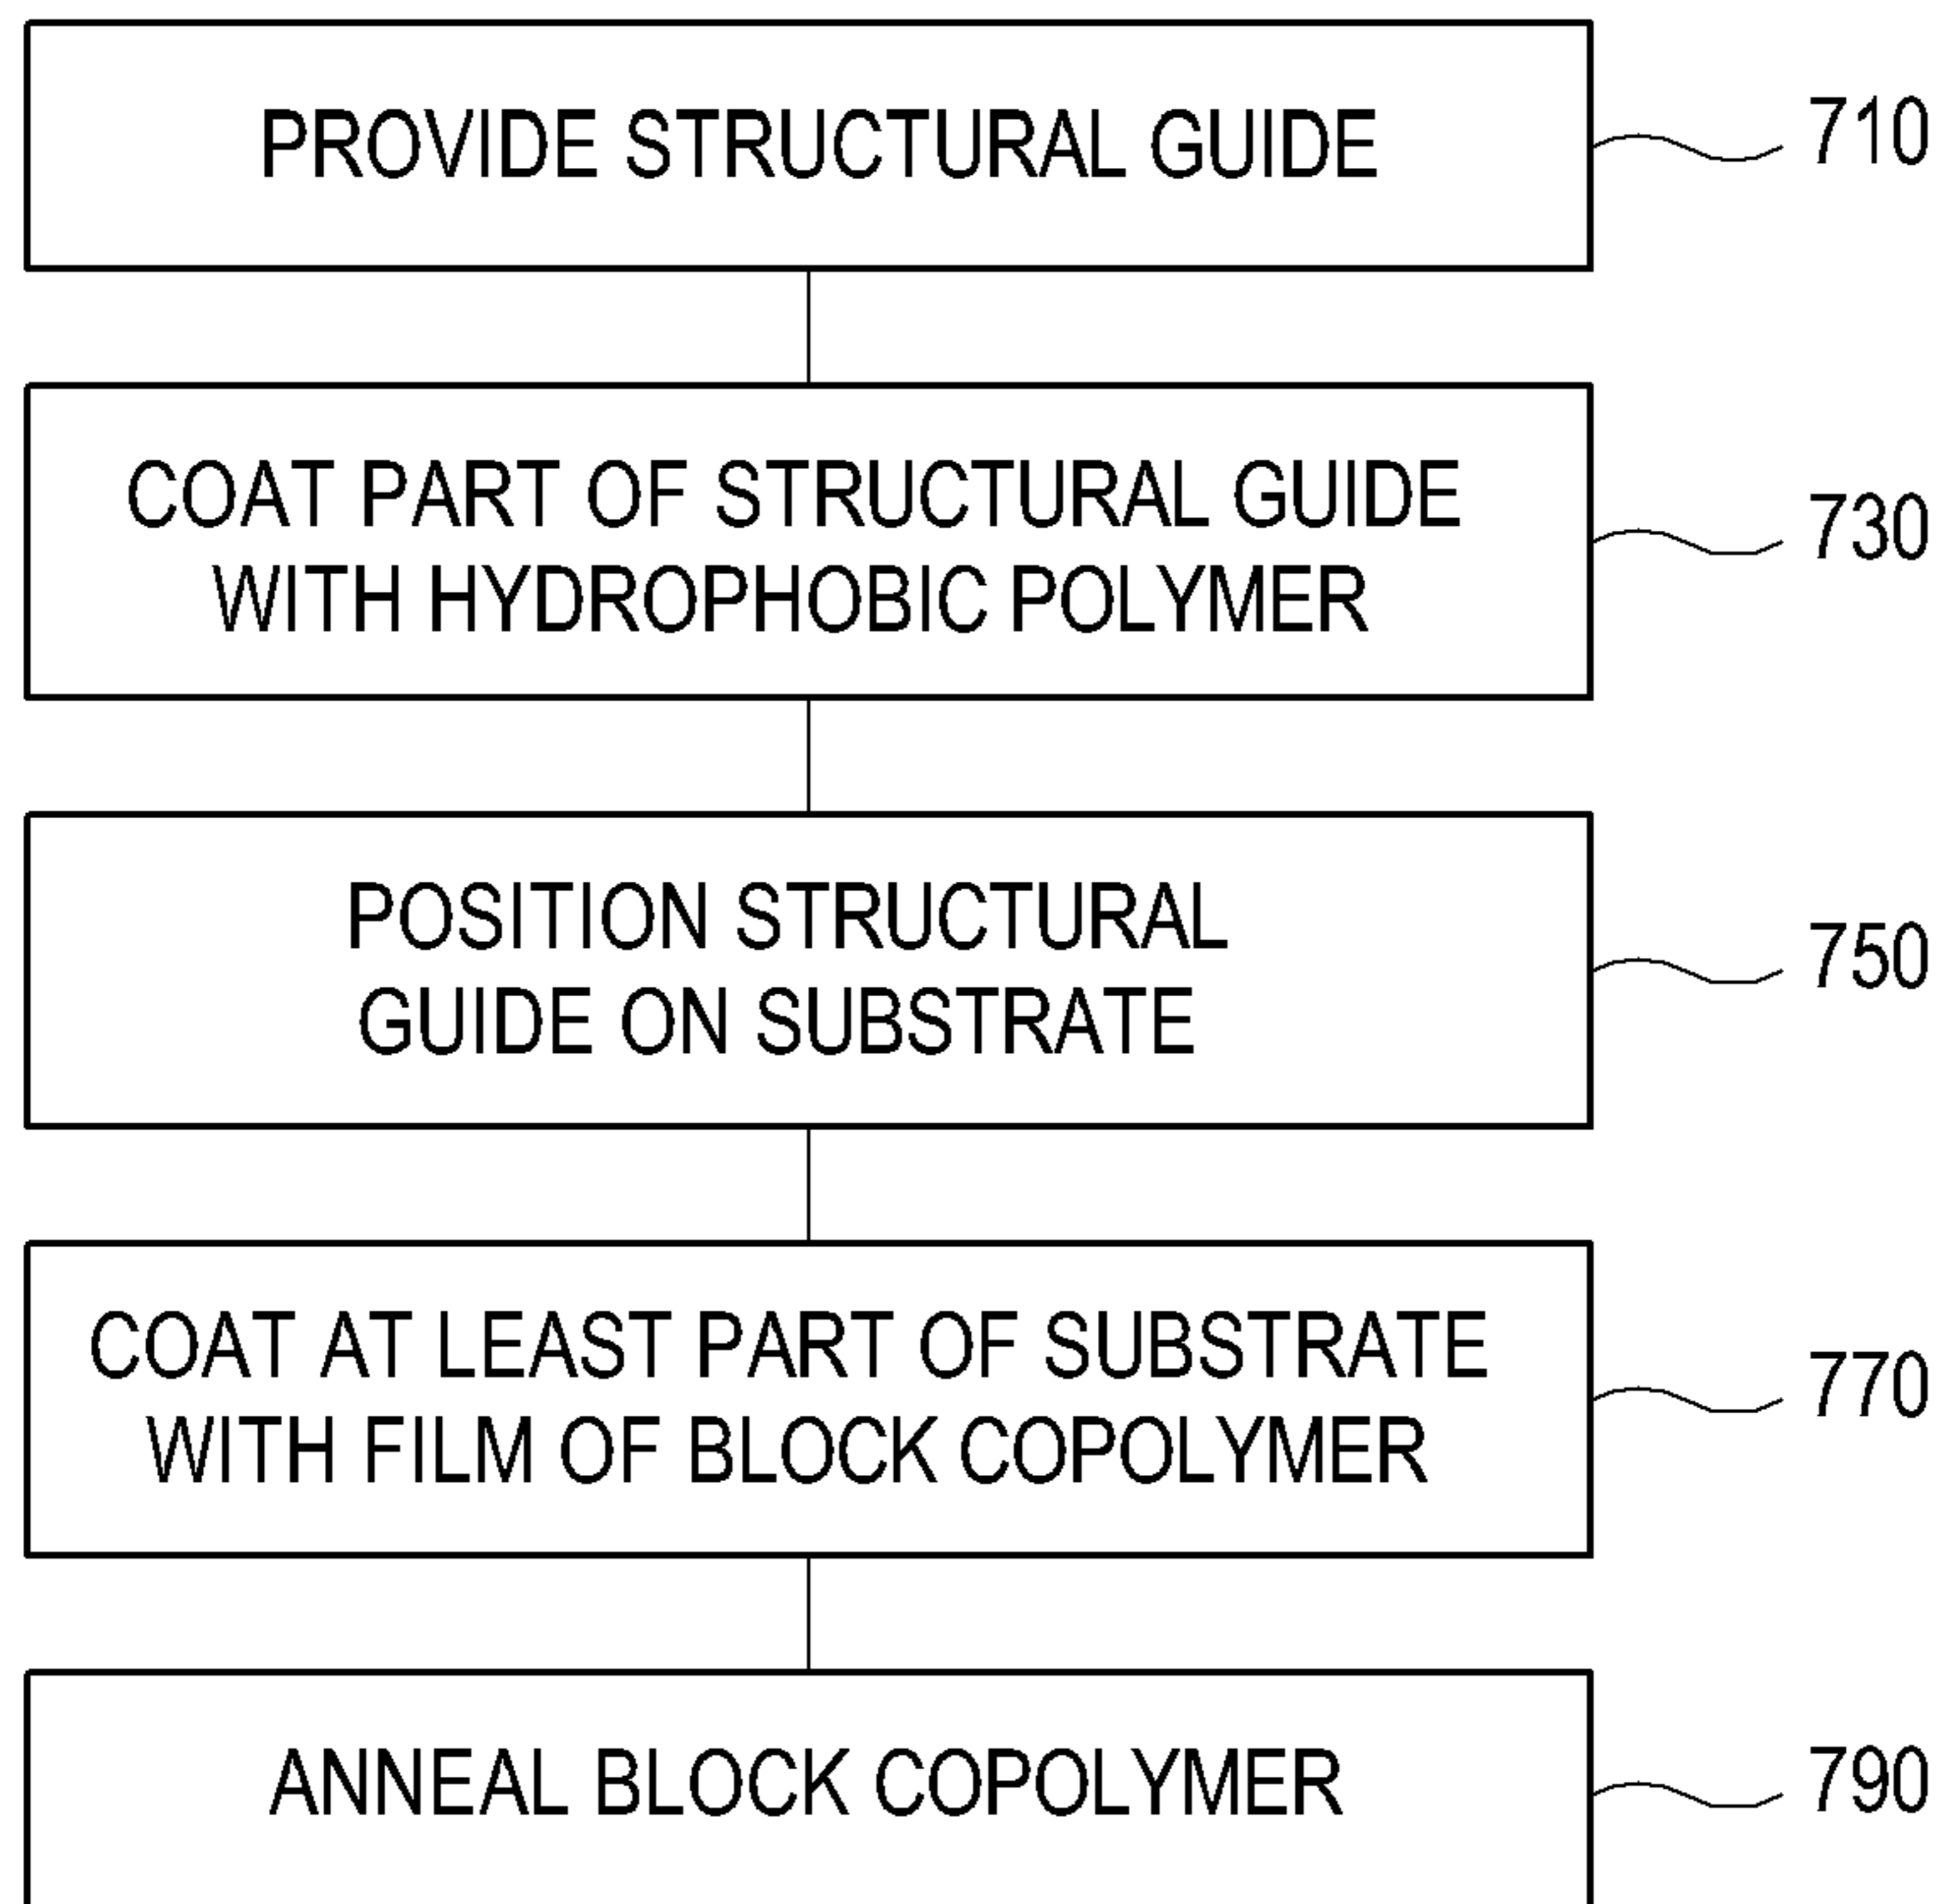 PROVIDE STRUCTURAL GUIDE
710
COAT PART OF STRUCTURAL GUIDE
WITH HYDROPHOBIC POLYMER
730
POSITION STRUCTURAL
GUIDE ON SUBSTRATE
750
COAT AT LEAST PART OF SUBSTRATE
WITH FILM OF BLOCK COPOLYMER
770
ANNEAL BLOCK COPOLYMER
790